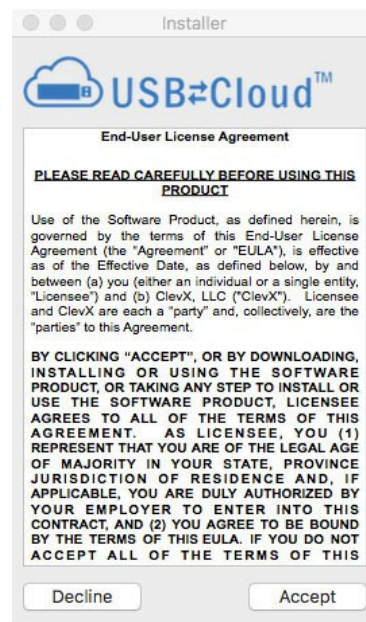 Installer
USB⇄Cloud™
End-User License Agreement
PLEASE READ CAREFULLY BEFORE USING THIS
PRODUCT
Use of the Software Product, as defined herein, is
governed by the terms of this End-User License
Agreement (the "Agreement" or "EULA"), is effective
as of the Effective Date, as defined below, by and
between (a) you (either an individual or a single entity,
"Licensee") and (b) ClevX, LLC ("ClevX"). Licensee
and ClevX are each a "party" and, collectively, are the
"parties" to this Agreement.
BY CLICKING “ACCEPT”, OR BY DOWNLOADING,
INSTALLING OR USING THE SOFTWARE
PRODUCT, OR TAKING ANY STEP TO INSTALL OR
USE THE SOFTWARE PRODUCT, LICENSEE
AGREES TO ALL OF THE TERMS OF THIS
AGREEMENT. AS LICENSEE, YOU (1)
REPRESENT THAT YOU ARE OF THE LEGAL AGE
OF MAJORITY IN YOUR STATE, PROVINCE
JURISDICTION OF RESIDENCE AND, IF
APPLICABLE, YOU ARE DULY AUTHORIZED BY
YOUR EMPLOYER TO ENTER INTO THIS
CONTRACT, AND (2) YOU AGREE TO BE BOUND
BY THE TERMS OF THIS EULA. IF YOU DO NOT
ACCEPT ALL OF THE TERMS OF THIS
Decline Accept